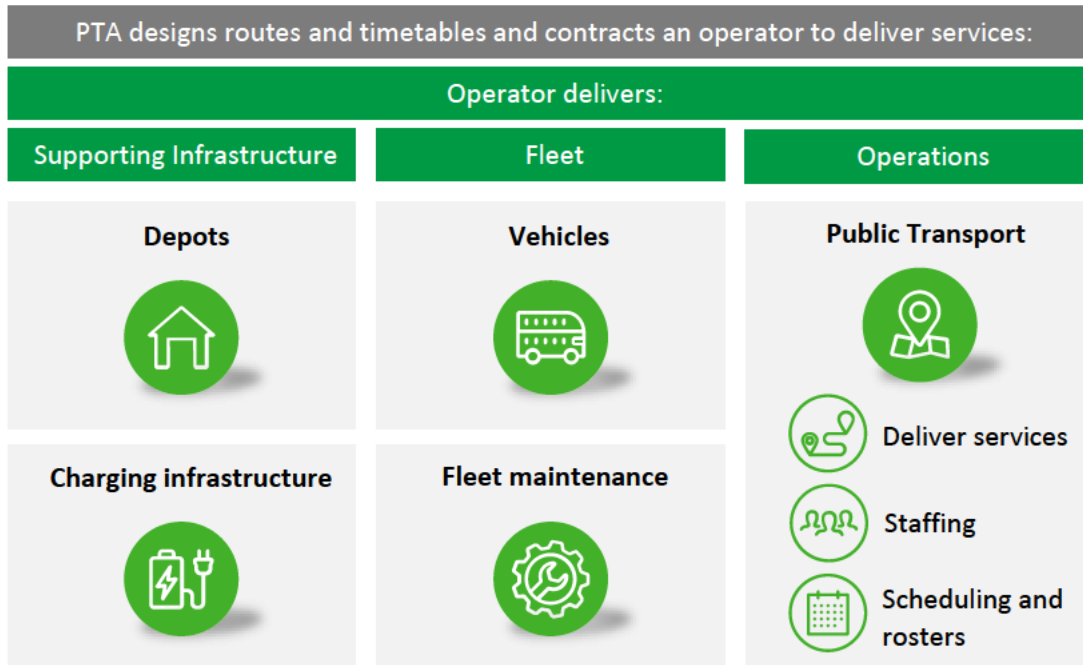 PTA designs routes and timetables and contracts an operator to deliver services:
Operator delivers:
Supporting Infrastructure
Fleet
Operations
Depots
Vehicles
Public Transport
Charging infrastructure
Fleet maintenance
Deliver services
Staffing
Scheduling and
rosters